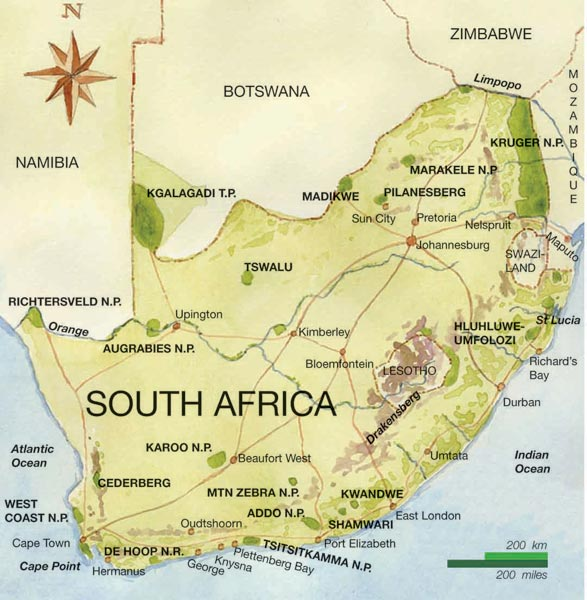 N
ZIMBABWE
Limpopo
BOTSWANA
MOZAMBIQUE
NAMIBIA
KRUGER N.P.
MARAKELE N.P
KGALAGADI T.P.
MADIKWE
PILANESBERG
Sun City
Pretoria
Nelspruit
Johannesburg
Maputo
SWAZI-
LAND
TSWALU
RICHTERSVELD N.P.
Orange
Upington
St Lucia
HLUHLUWE-
UMFOLOZI
Kimberley
AUGRABIES N.P.
Bloemfontein
LESOTHO
Richard's
Bay
SOUTH AFRICA
Durban
Drakensberg
Atlantic
Ocean
KAROO N.P.
Beaufort West
Umtata
Indian
Ocean
CEDERBERG
MTN ZEBRA N.P.
KWANDWE
WEST
COAST N.P.
ADDO N.P.
East London
Oudtshoorn
SHAMWARI
Cape Town
DE HOOP N.R.
TSITSITKAMMA N.P.
Port Elizabeth
Plettenberg Bay
Knysna
George
Cape Point
Hermanus
200 km
200 miles